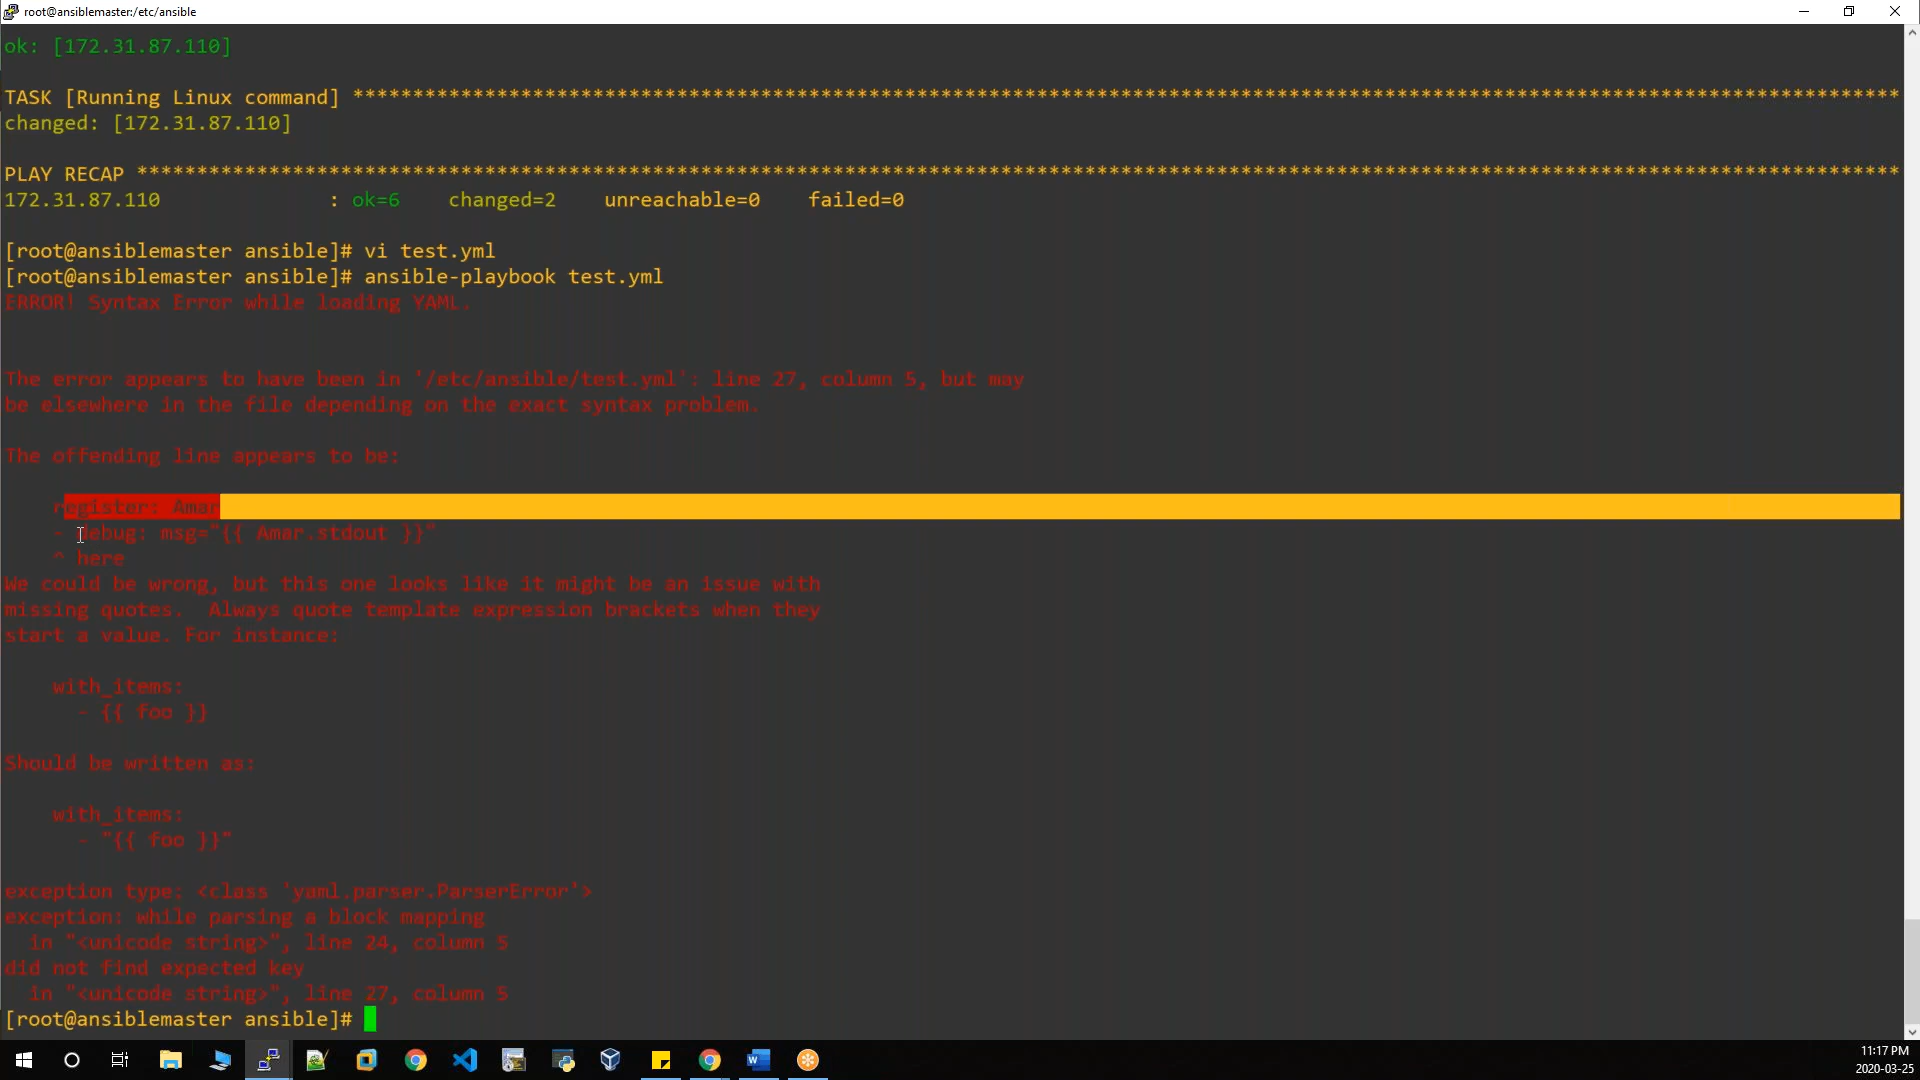 root@ansiblemaster:/etc/ansible
ok: [172.31.87.110]
TASK [Running Linux command] *********************************************************************************************************************************
changed: [172.31.87.110]
PLAY RECAP ***************************************************************************************************************************************************
172.31.87.110 : ok=6 changed=2 unreachable=0 failed=0
[root@ansiblemaster ansible]# vi test.yml
[root@ansiblemaster ansible]# ansible-playbook test.yml
ERROR! Syntax Error while loading YAML.
The error appears to have been in '/etc/ansible/test.yml': line 27, column 5, but may
be elsewhere in the file depending on the exact syntax problem.
The offending line appears to be:
register: Amar
- debug: msg="{{ Amar.stdout }}"
^ here
We could be wrong, but this one looks like it might be an issue with
missing quotes. Always quote template expression brackets when they
start a value. For instance:
with_items:
- {{ foo }}
Should be written as:
with_items:
- "{{ foo }}"
exception type: <class 'yaml.parser.ParserError'>
exception: while parsing a block mapping
in "<unicode string>", line 24, column 5
did not find expected key
in "<unicode string>", line 27, column 5
[root@ansiblemaster ansible]#
11:17 PM
2020-03-25